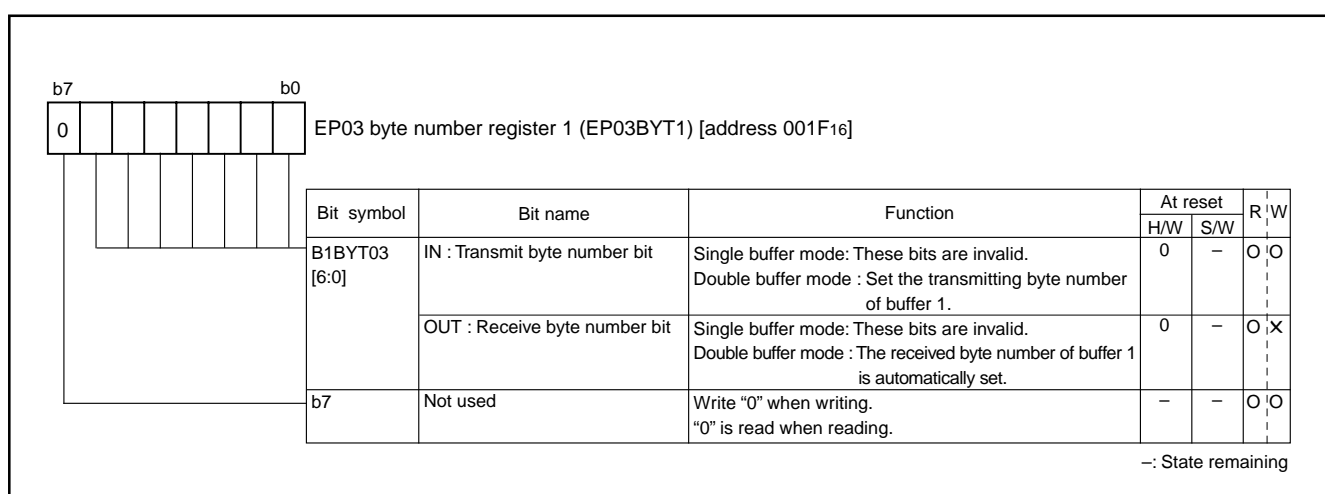 b7 b0
0
EP03 byte number register 1 (EP03BYT1) [address 001F16]
Bit symbol Bit name Function At reset R W
H/W S/W
B1BYT03 IN : Transmit byte number bit Single buffer mode: These bits are invalid. 0 – O O
[6:0] Double buffer mode : Set the transmitting byte number
of buffer 1.
OUT : Receive byte number bit Single buffer mode: These bits are invalid. 0 – O ✕
Double buffer mode : The received byte number of buffer 1
is automatically set.
b7 Not used Write “0” when writing. – – O O
“0” is read when reading.
–: State remaining